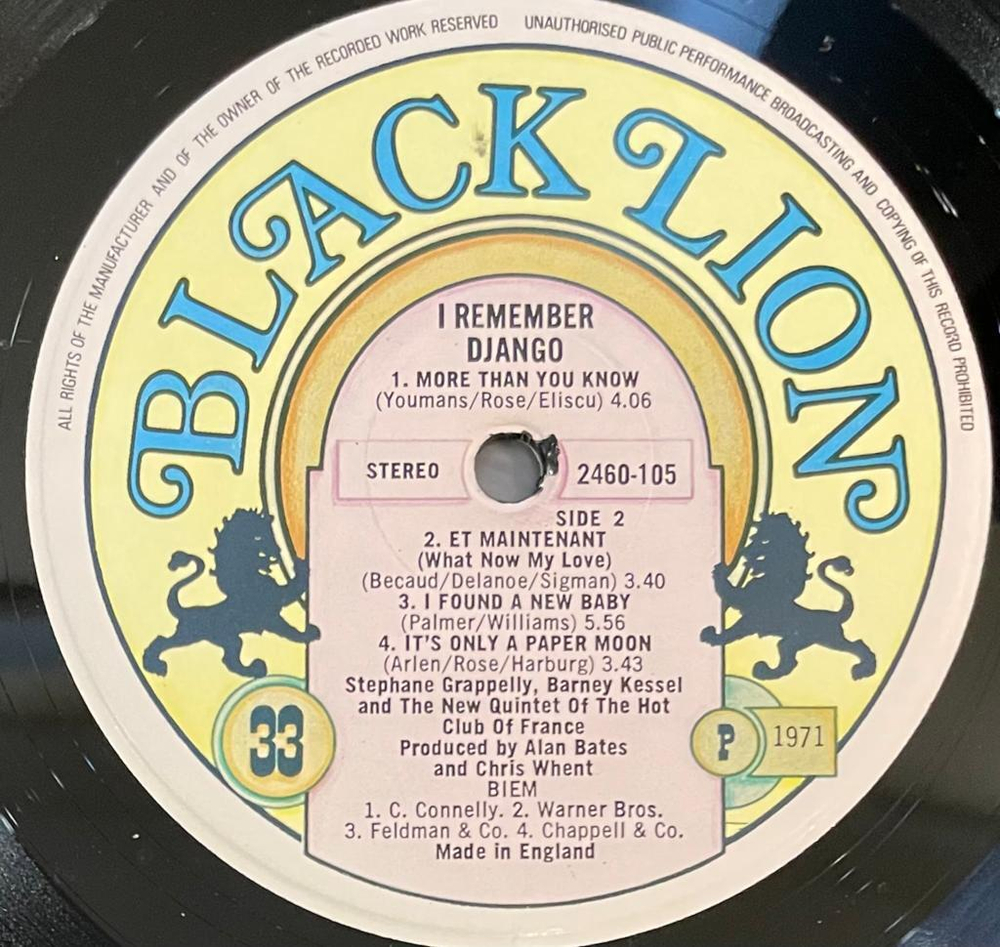 ALL RIGHTS OF THE MANUFACTURER AND OF THE OWNER OF THE RECORDED WORK RESERVED UNAUTHORISED PUBLIC PERFORMANCE BROADCASTING AND COPYING OF THIS RECORD PROHIBITED
BLACK LION
I REMEMBER
DJANGO
1. MORE THAN YOU KNOW
(Youmans/Rose/Eliscu) 4.06
STEREO 2460-105
SIDE 2
2. ET MAINTENANT
(What Now My Love)
(Becaud/Delanoe/Sigman) 3.40
3. I FOUND A NEW BABY
(Palmer/Williams) 5.56
4. IT'S ONLY A PAPER MOON
(Arlen/Rose/Harburg) 3.43
Stephane Grappelly, Barney Kessel
and The New Quintet Of The Hot
Club Of France
Produced by Alan Bates
and Chris Whent
BIEM
1. C. Connelly. 2. Warner Bros.
3. Feldman & Co. 4. Chappell & Co.
Made in England
33
P 1971